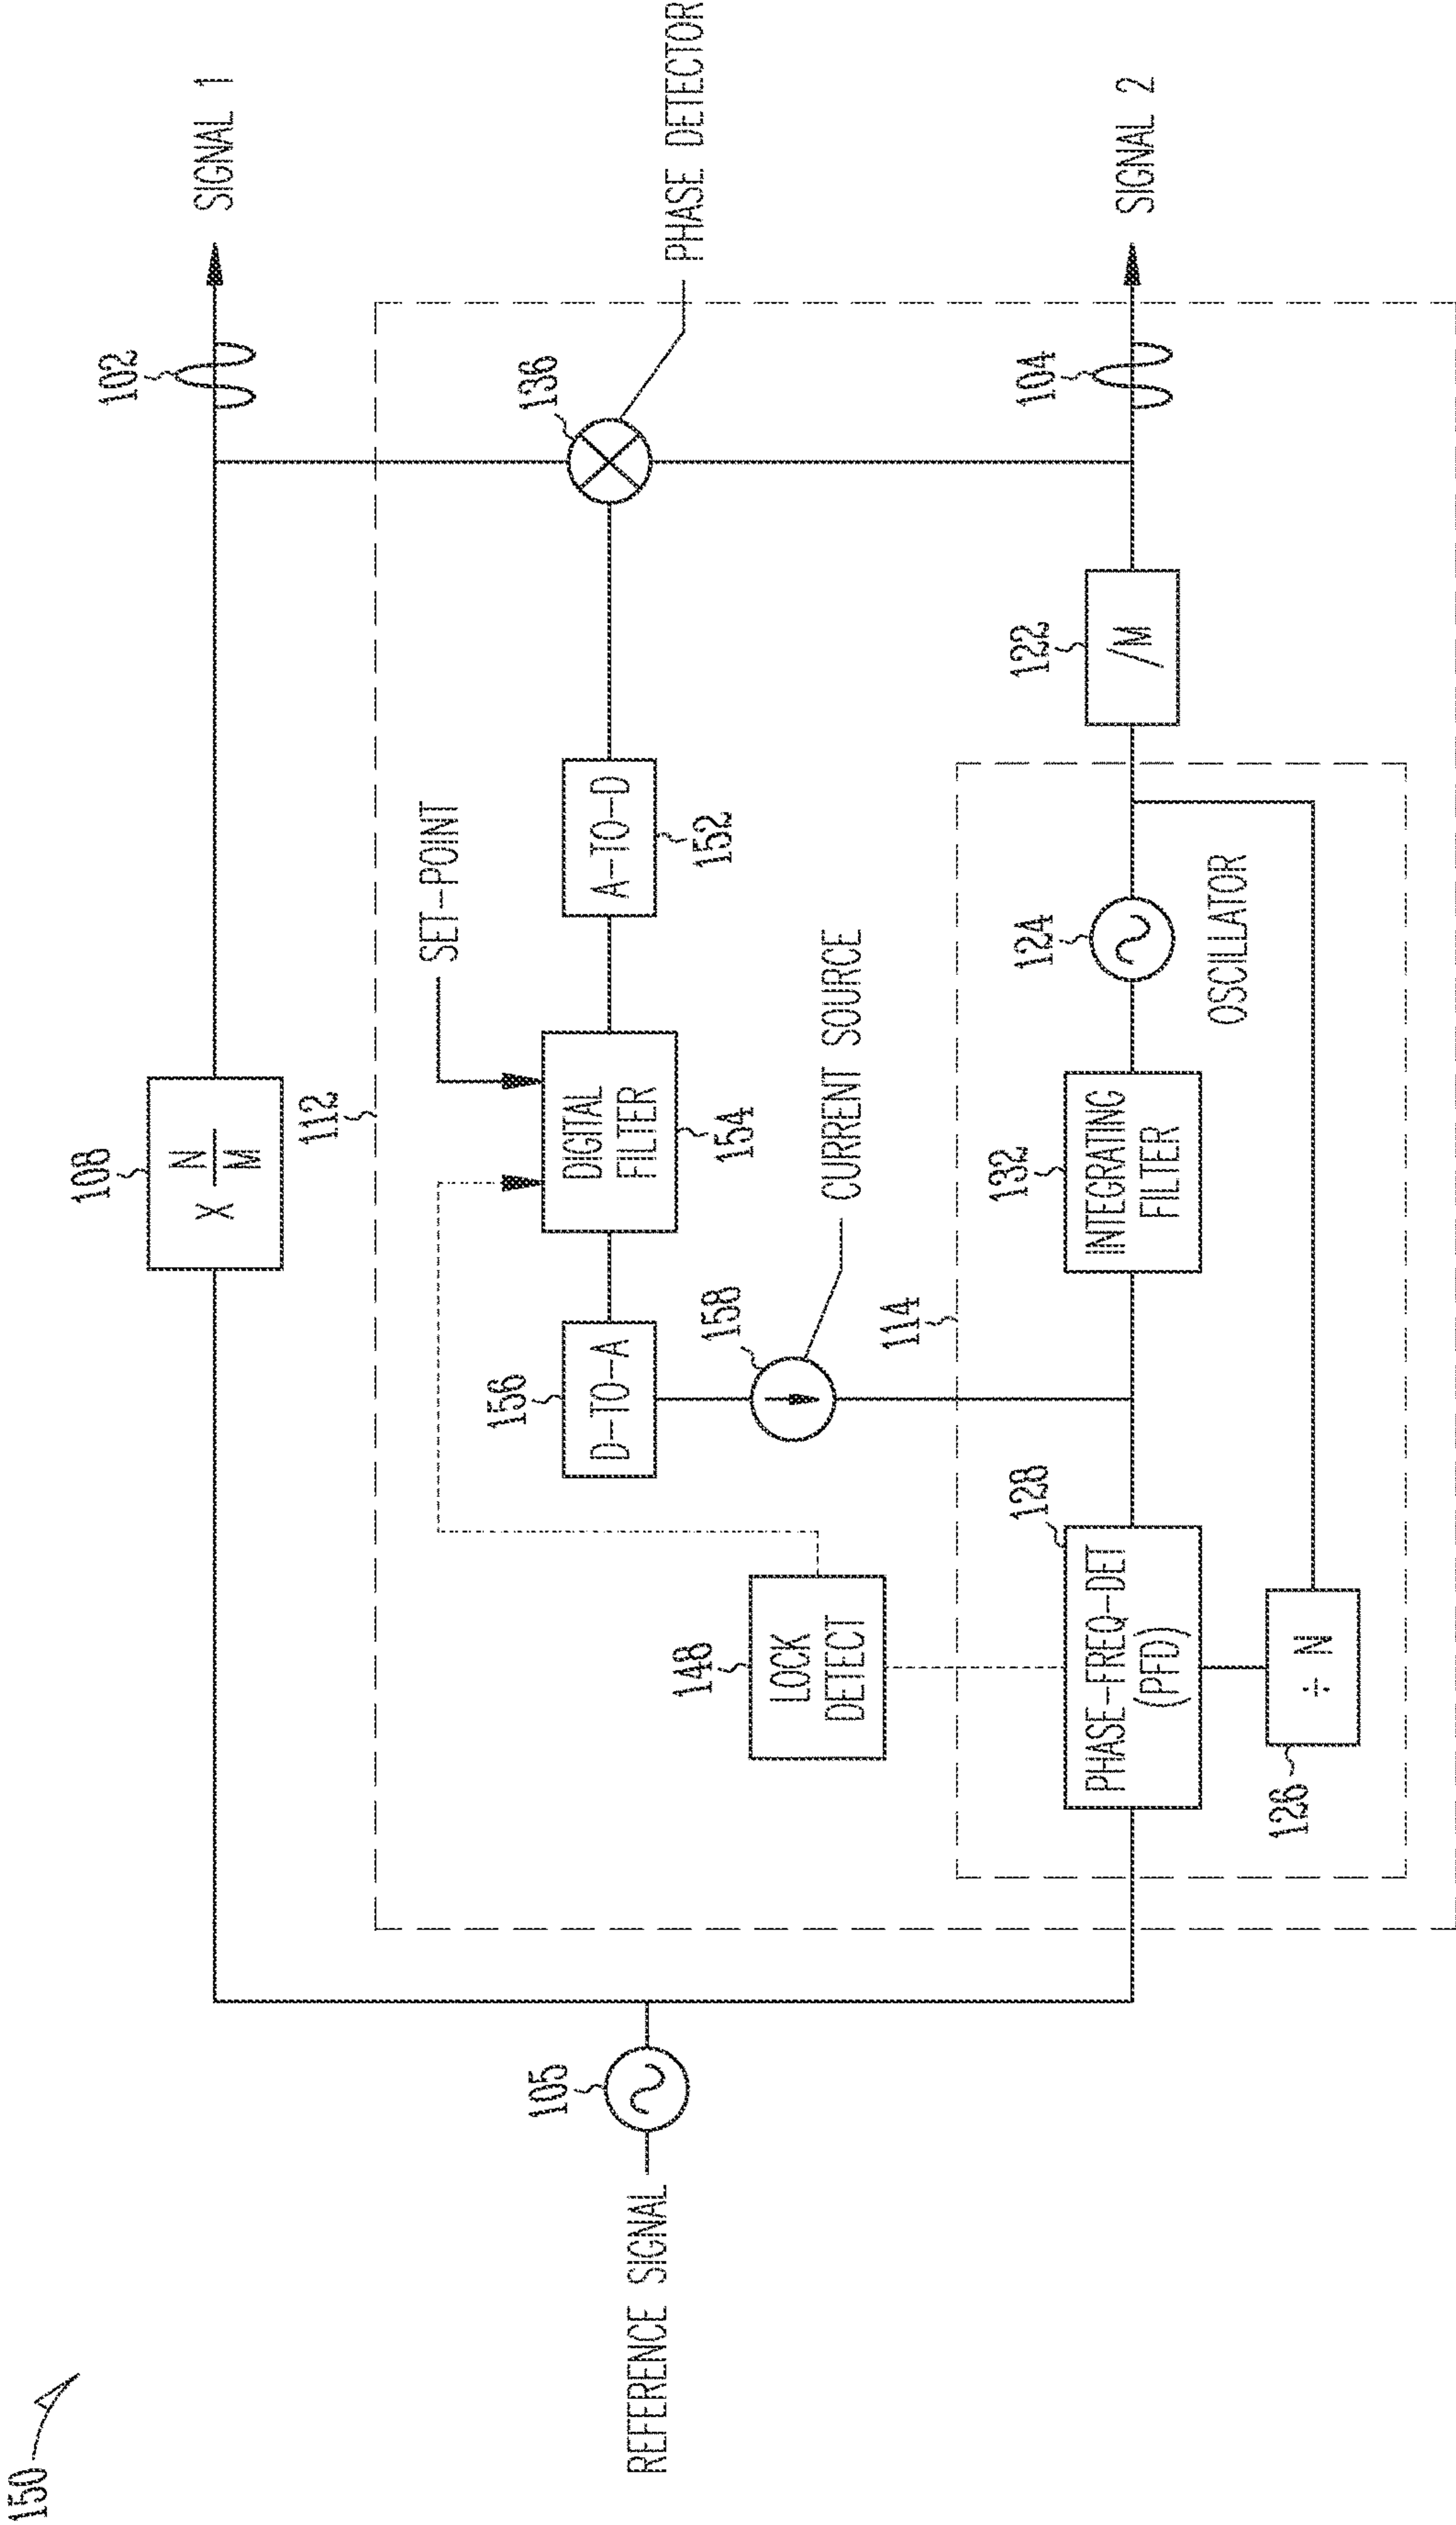 150
REFERENCE SIGNAL
105
108
X N
M
102
SIGNAL 1
112
SET-POINT
136
PHASE DETECTOR
156
D-TO-A
DIGITAL
FILTER
154
A-TO-D
152
158
CURRENT SOURCE
148
LOCK
DETECT
114
128
PHASE-FREQ-DET
(PFD)
132
INTEGRATING
FILTER
124
OSCILLATOR
122
/M
104
SIGNAL 2
126
÷ N